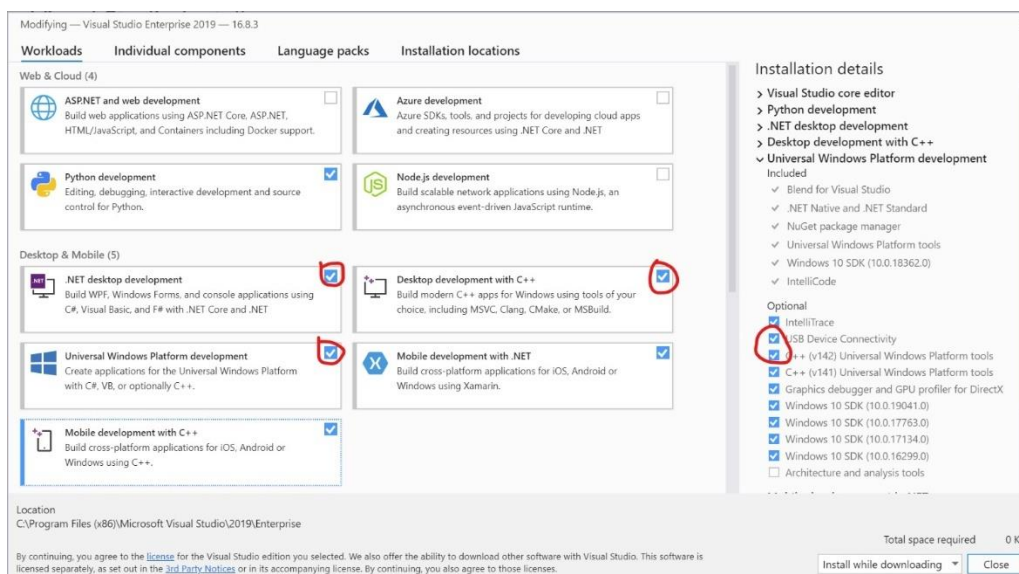 Modifying — Visual Studio Enterprise 2019 — 16.8.3
Workloads Individual components Language packs Installation locations
Web & Cloud (4)
ASP.NET and web development
Build web applications using ASP.NET Core, ASP.NET,
HTML/JavaScript, and Containers including Docker support.
Azure development
Azure SDKs, tools, and projects for developing cloud apps
and creating resources using .NET Core and .NET
Python development
Editing, debugging, interactive development and source
control for Python.
Node.js development
Build scalable network applications using Node.js, an
asynchronous event-driven JavaScript runtime.
Desktop & Mobile (5)
.NET desktop development
Build WPF, Windows Forms, and console applications using
C#, Visual Basic, and F# with .NET Core and .NET
Desktop development with C++
Build modern C++ apps for Windows using tools of your
choice, including MSVC, Clang, CMake, or MSBuild.
Universal Windows Platform development
Create applications for the Universal Windows Platform
with C#, VB, or optionally C++.
Mobile development with .NET
Build cross-platform applications for iOS, Android or
Windows using Xamarin.
Mobile development with C++
Build cross-platform applications for iOS, Android or
Windows using C++.
Installation details
Visual Studio core editor
Python development
.NET desktop development
Desktop development with C++
Universal Windows Platform development
Included
Blend for Visual Studio
.NET Native and .NET Standard
NuGet package manager
Universal Windows Platform tools
Windows 10 SDK (10.0.18362.0)
IntelliCode
Optional
IntelliTrace
USB Device Connectivity
C++ (v142) Universal Windows Platform tools
C++ (v141) Universal Windows Platform tools
Graphics debugger and GPU profiler for DirectX
Windows 10 SDK (10.0.19041.0)
Windows 10 SDK (10.0.17763.0)
Windows 10 SDK (10.0.17134.0)
Windows 10 SDK (10.0.16299.0)
Architecture and analysis tools
Location
C:\Program Files (x86)\Microsoft Visual Studio\2019\Enterprise
By continuing, you agree to the license for the Visual Studio edition you selected. We also offer the ability to download other software with Visual Studio. This software is
licensed separately, as set out in the 3rd Party Notices or in its accompanying license. By continuing, you also agree to those licenses.
Total space required 0 K
Install while downloading Close